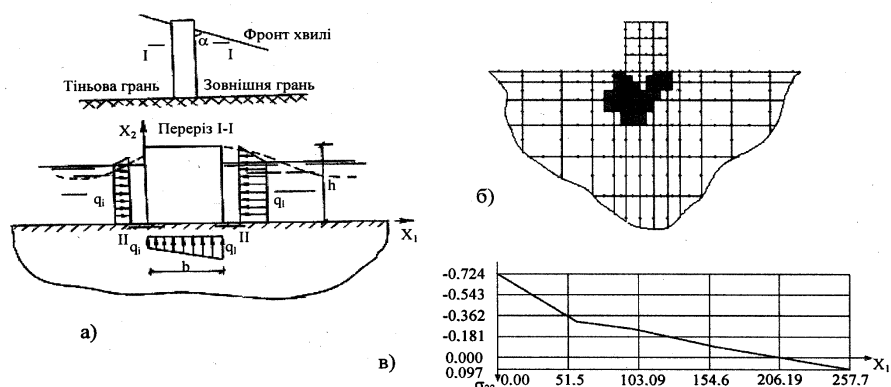 Фронт хвилі
α
I
I
Тіньова грань
Зовнішня грань
X₂
Переріз I-I
h
qᵢ
qₗ
II
qᵢ
qₗ
II
X₁
b
а)
б)
в)
-0.724
-0.543
-0.362
-0.181
0.000
0.097
0.00
51.5
103.09
154.6
206.19
257.7
X₁